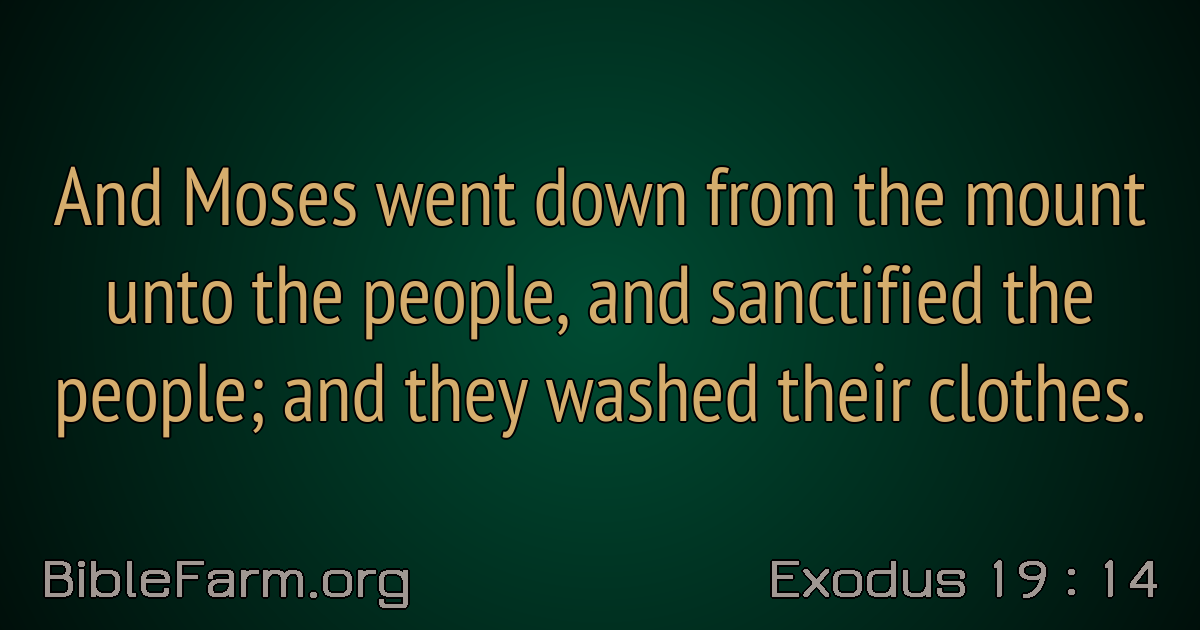 And Moses went down from the mount
unto the people, and sanctified the
people; and they washed their clothes.
BibleFarm.org
Exodus 19 : 14